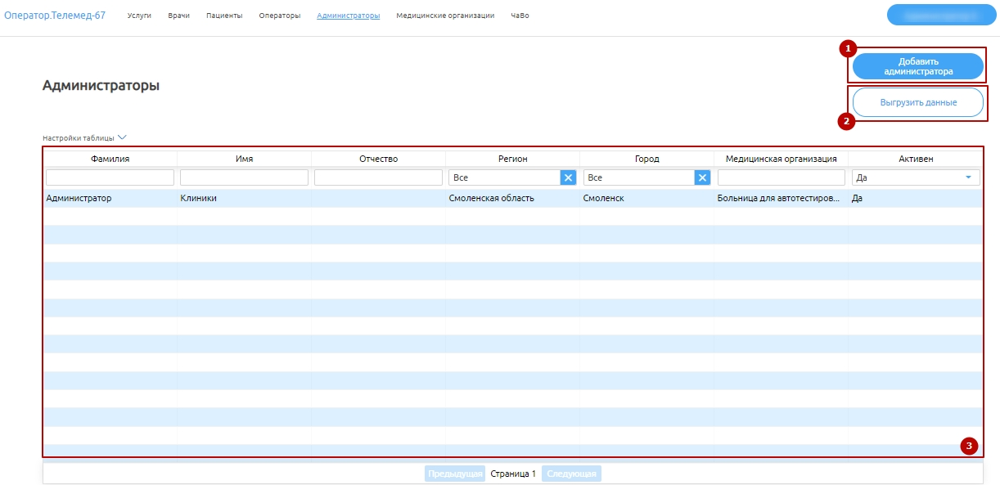 Оператор.Телемед-67 Услуги Врачи Пациенты Операторы Администраторы Медицинские организации ЧаВо
1
Добавить
администратора
Администраторы
Выгрузить данные
2
Настройки таблицы
Фамилия Имя Отчество Регион Город Медицинская организация Активен
Все Все Да
Администратор Клиники Смоленская область Смоленск Больница для автотестиров... Да
3
Предыдущая Страница 1 Следующая